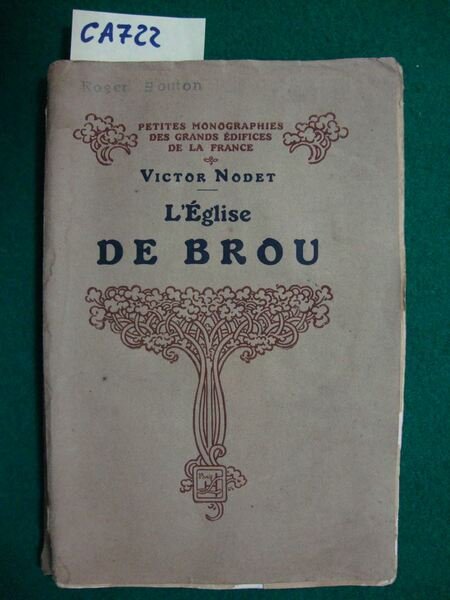 CA722
Roger Bouton
PETITES MONOGRAPHIES
DES GRANDS ÉDIFICES
DE LA FRANCE
VICTOR NODET
L'Église
DE BROU